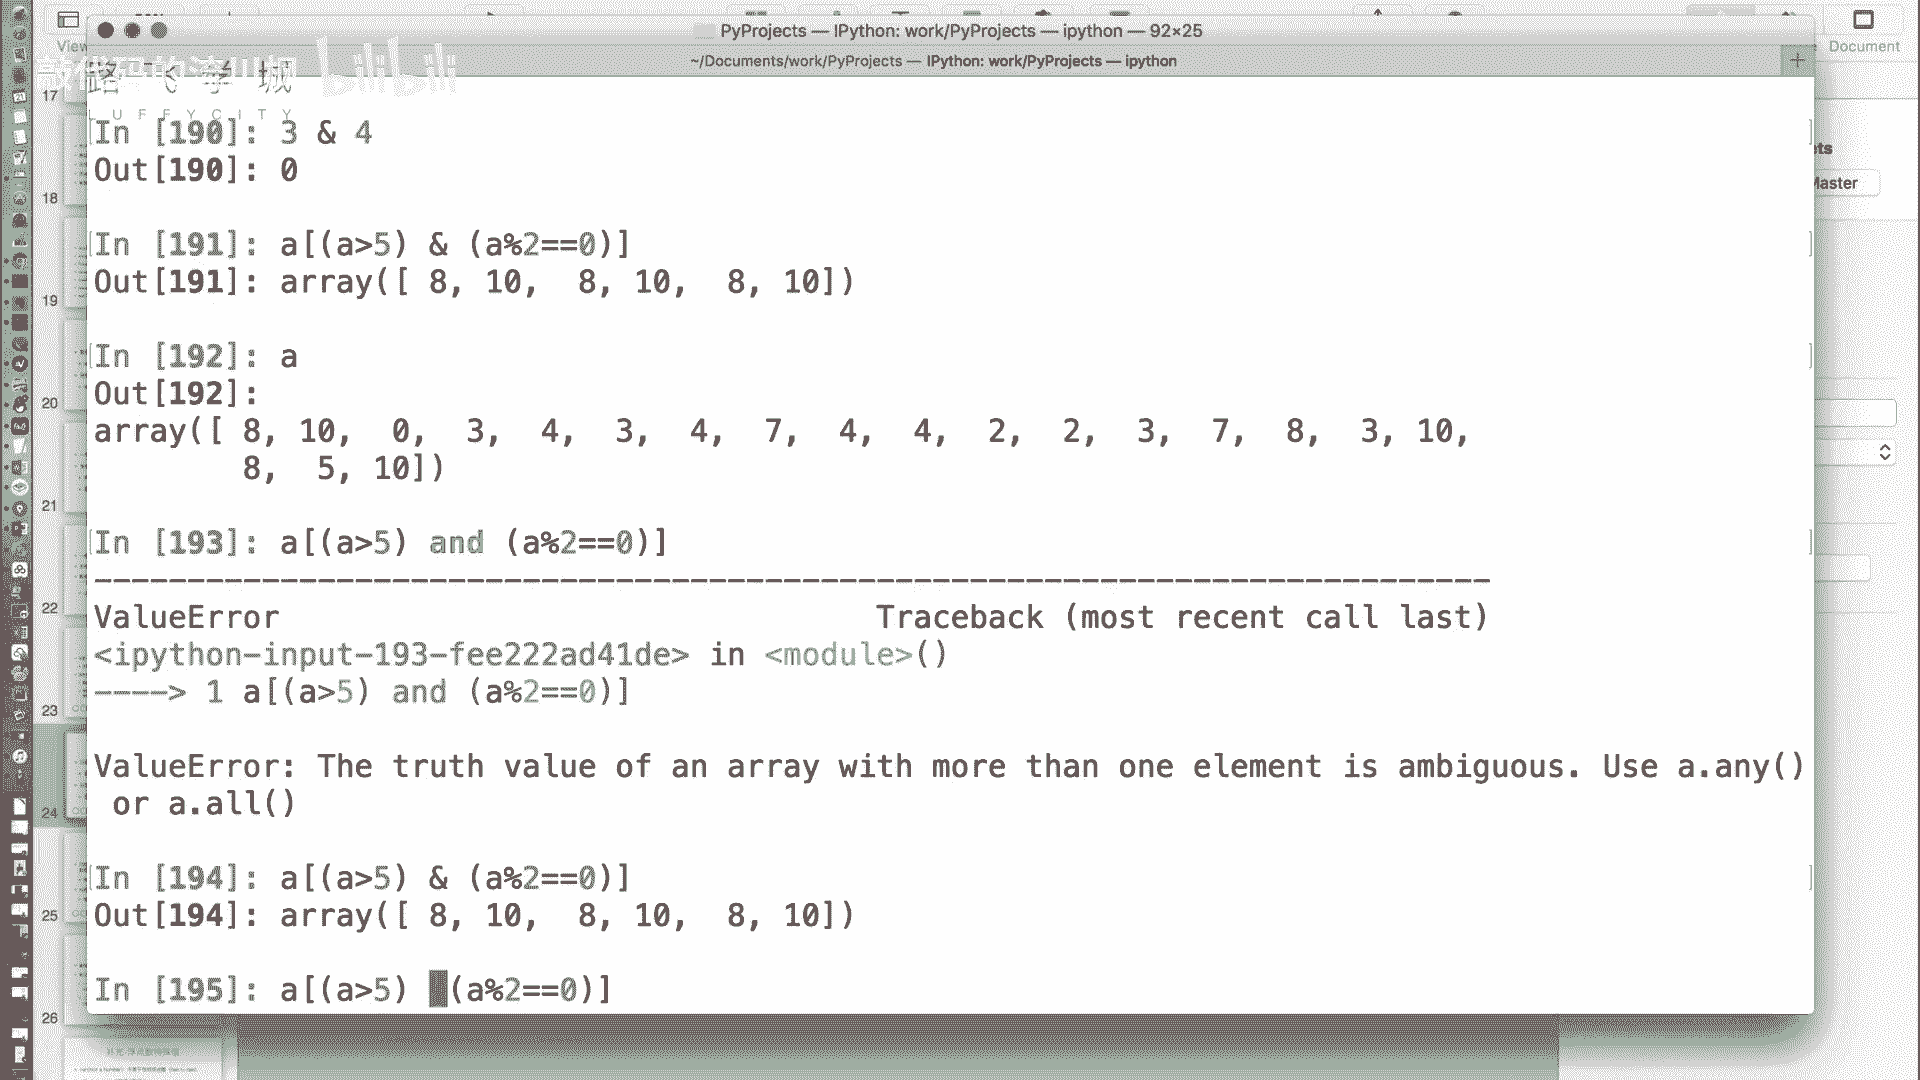 PyProjects — IPython: work/PyProjects — ipython — 92×25
View
Document
~/Documents/work/PyProjects — IPython: work/PyProjects — ipython
+
bilibili
LUFFYCITY
In [190]: 3 & 4
Out[190]: 0
In [191]: a[(a>5) & (a%2==0)]
Out[191]: array([ 8, 10,  8, 10,  8, 10])
In [192]: a
Out[192]:
array([ 8, 10,  0,  3,  4,  3,  4,  7,  4,  4,  2,  2,  3,  7,  8,  3, 10,
        8,  5, 10])
In [193]: a[(a>5) and (a%2==0)]
---------------------------------------------------------------------------
ValueError                                Traceback (most recent call last)
<ipython-input-193-fee222ad41de> in <module>()
----> 1 a[(a>5) and (a%2==0)]
ValueError: The truth value of an array with more than one element is ambiguous. Use a.any()
 or a.all()
In [194]: a[(a>5) & (a%2==0)]
Out[194]: array([ 8, 10,  8, 10,  8, 10])
In [195]: a[(a>5) (a%2==0)]
17
18
19
20
21
22
23
24
25
26